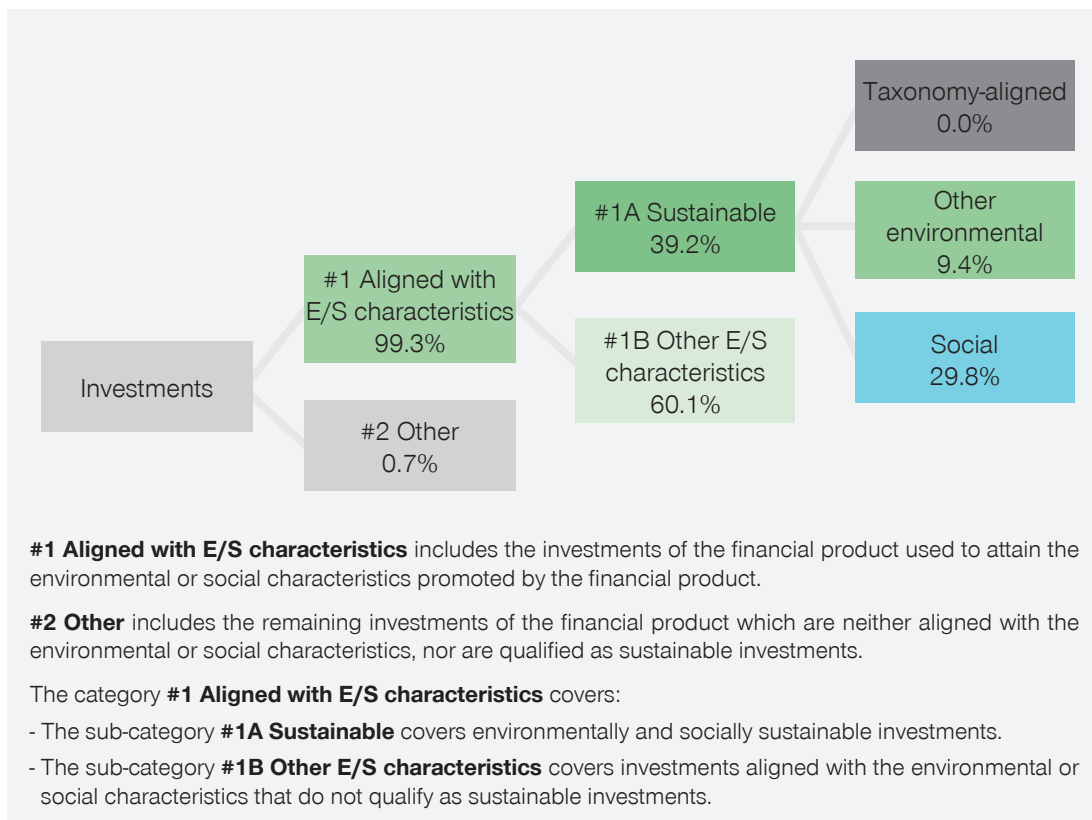 Taxonomy-aligned
0.0%
#1A Sustainable
39.2%
Other
environmental
9.4%
#1 Aligned with
E/S characteristics
99.3%
#1B Other E/S
characteristics
60.1%
Social
29.8%
Investments
#2 Other
0.7%
#1 Aligned with E/S characteristics includes the investments of the financial product used to attain the
environmental or social characteristics promoted by the financial product.
#2 Other includes the remaining investments of the financial product which are neither aligned with the
environmental or social characteristics, nor are qualified as sustainable investments.
The category #1 Aligned with E/S characteristics covers:
- The sub-category #1A Sustainable covers environmentally and socially sustainable investments.
- The sub-category #1B Other E/S characteristics covers investments aligned with the environmental or
social characteristics that do not qualify as sustainable investments.